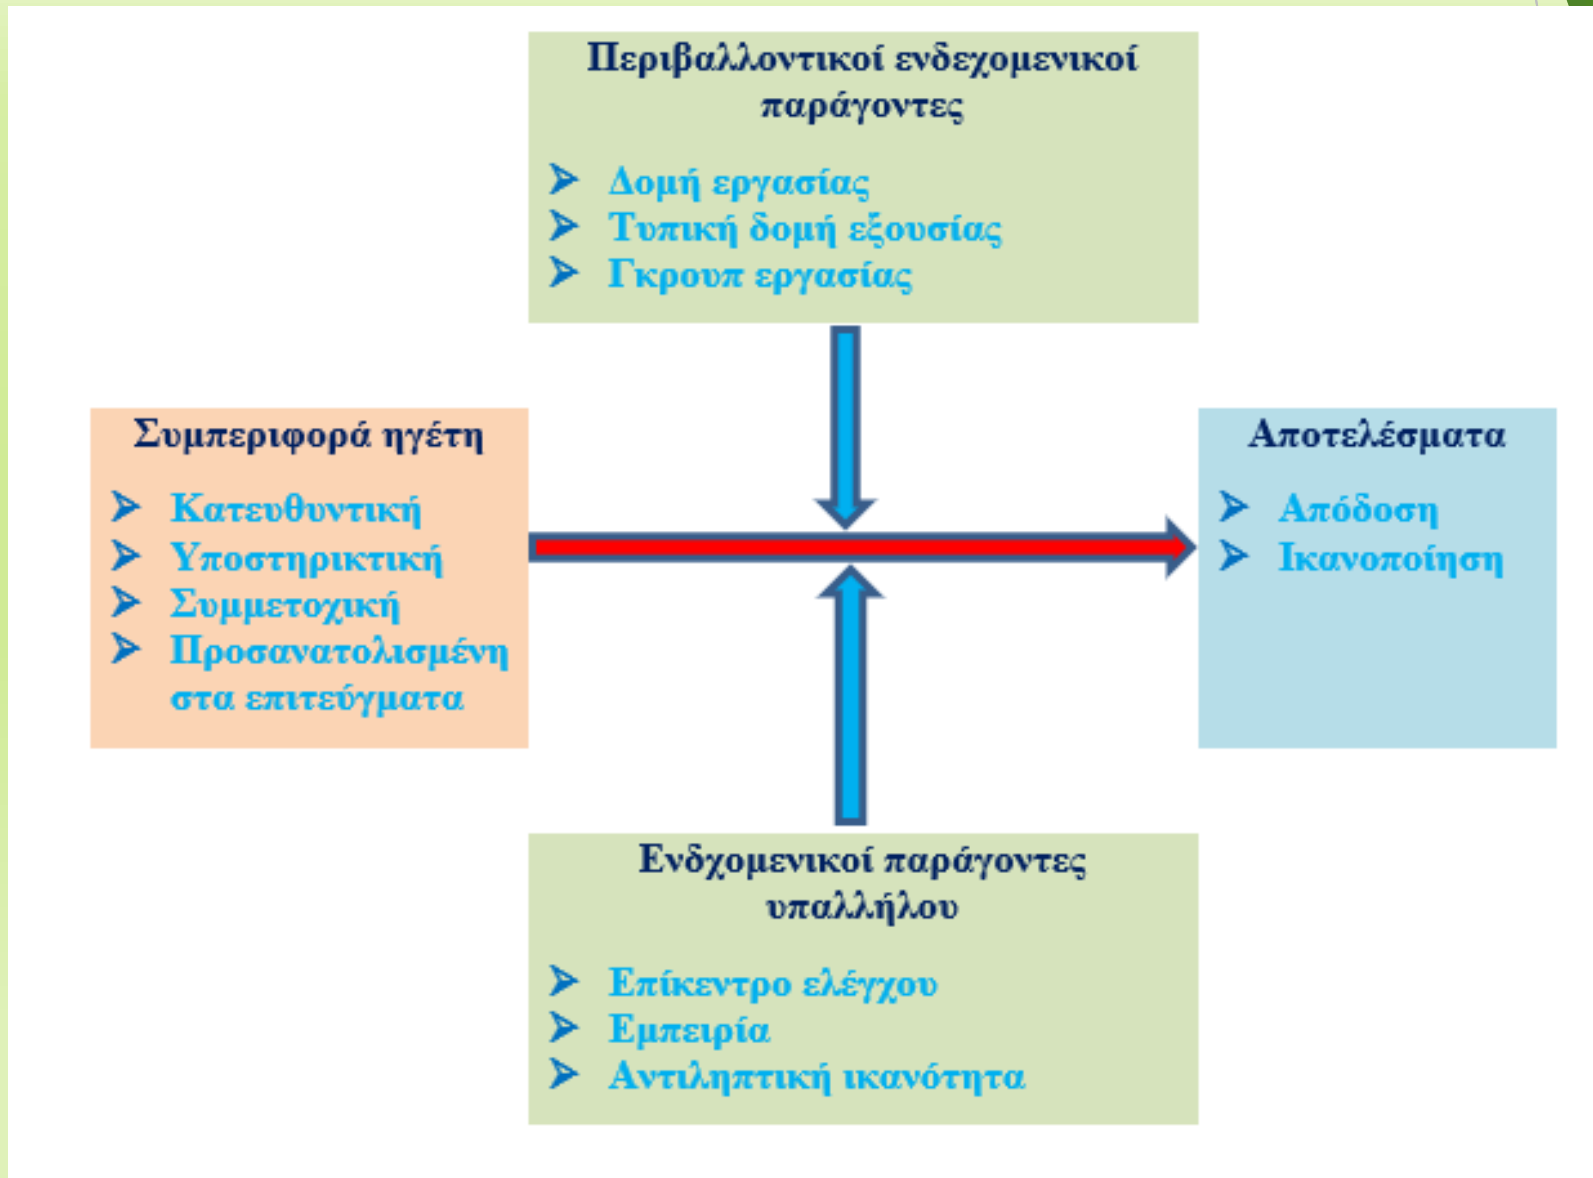 Περιβαλλοντικοί ενδεχομενικοί
παράγοντες
Δομή εργασίας
Τυπική δομή εξουσίας
Γκρουπ εργασίας
Συμπεριφορά ηγέτη
Κατευθυντική
Υποστηρικτική
Συμμετοχική
Προσανατολισμένη
στα επιτεύγματα
Αποτελέσματα
Απόδοση
Ικανοποίηση
Ενδχομενικοί παράγοντες
υπαλλήλου
Επίκεντρο ελέγχου
Εμπειρία
Αντιληπτική ικανότητα